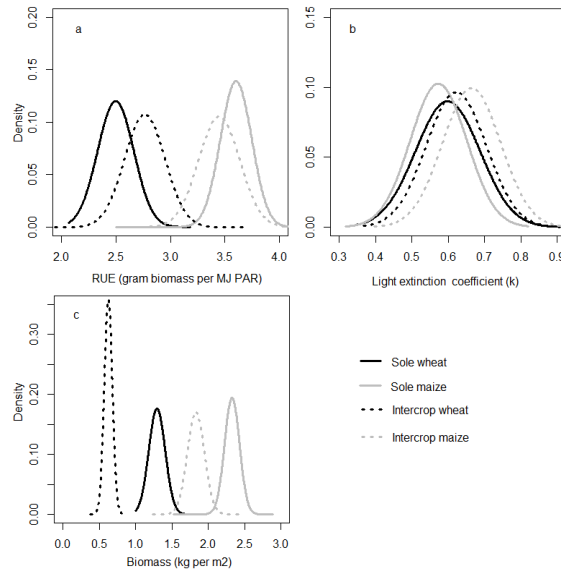 a
0.00 0.05 0.10 0.15 0.20
Density
2.0 2.5 3.0 3.5 4.0
RUE (gram biomass per MJ PAR)
b
0.00 0.05 0.10 0.15
0.3 0.4 0.5 0.6 0.7 0.8 0.9
Light extinction coefficient (k)
c
0.00 0.10 0.20 0.30
Density
0.0 0.5 1.0 1.5 2.0 2.5 3.0
Biomass (kg per m2)
Sole wheat
Sole maize
Intercrop wheat
Intercrop maize